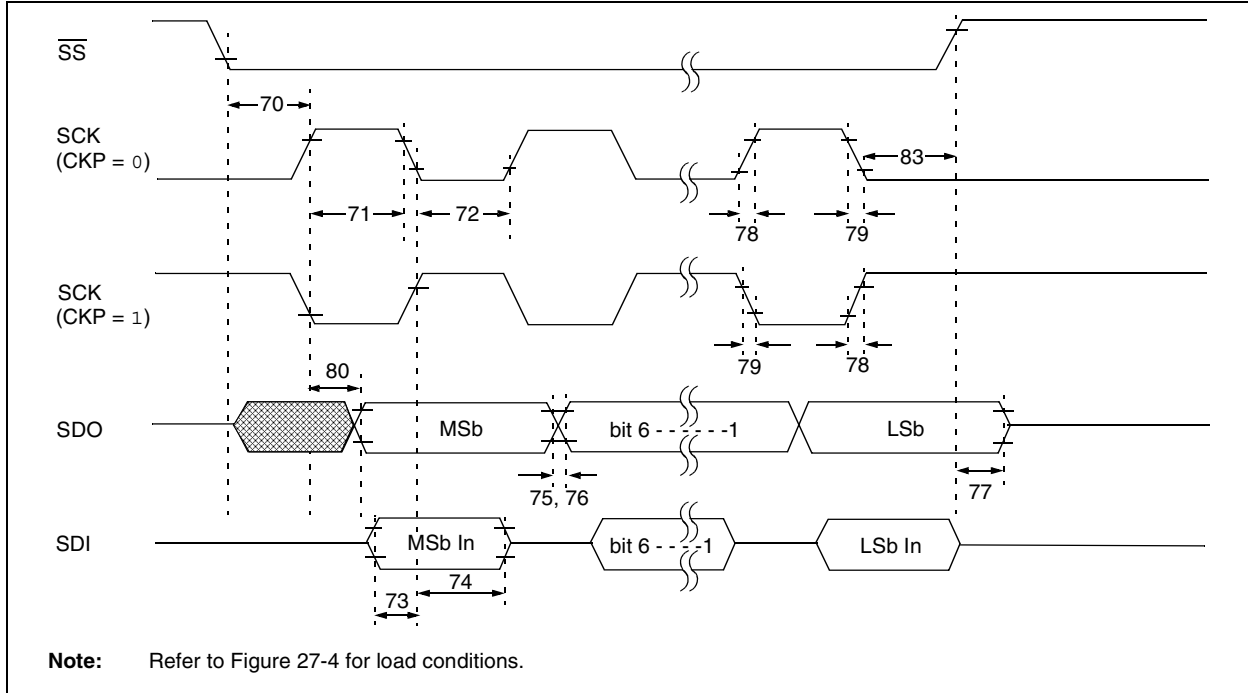 SS
70
SCK
(CKP = 0)
83
71
72
78
79
SCK
(CKP = 1)
79
78
80
SDO
MSb
bit 6 - - - - - -1
LSb
75, 76
77
SDI
MSb In
bit 6 - - - -1
LSb In
74
73
Note: Refer to Figure 27-4 for load conditions.